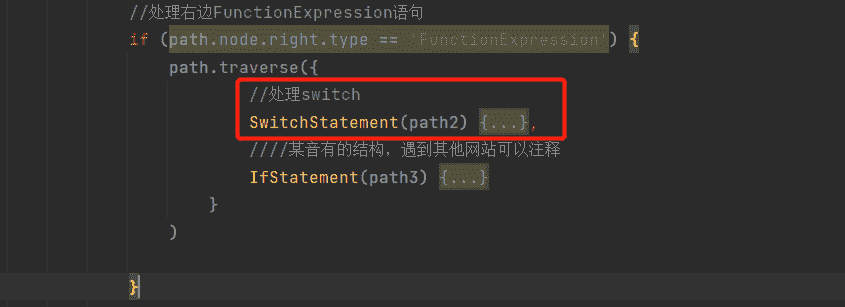 //处理右边FunctionExpression语句
if (path.node.right.type == 'FunctionExpression') {
path.traverse({
//处理switch
SwitchStatement(path2) {...},
////某音有的结构，遇到其他网站可以注释
IfStatement(path3) {...}
}
)
}